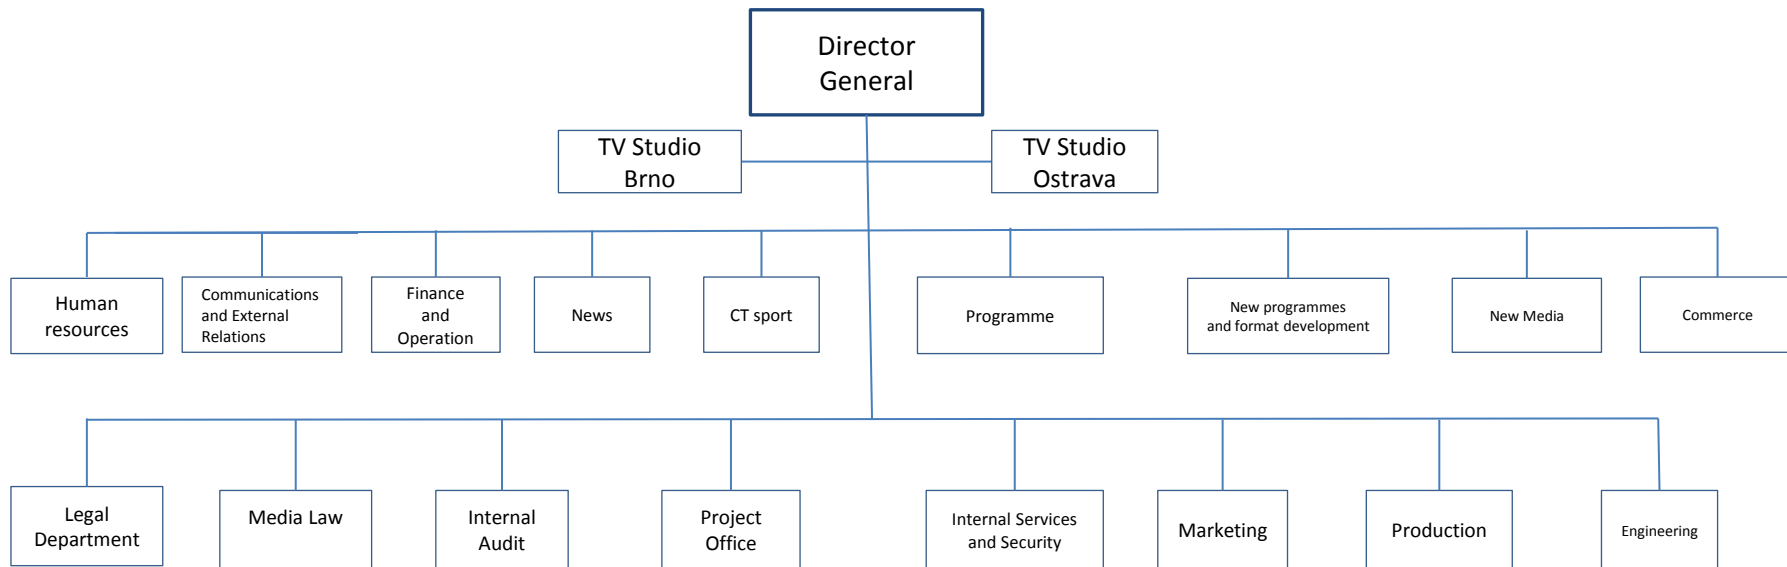 Director
General
TV Studio
Brno
TV Studio
Ostrava
Human
resources
Communications
and External
Relations
Finance
and
Operation
News
CT sport
Programme
New programmes
and format development
New Media
Commerce
Legal
Department
Media Law
Internal
Audit
Project
Office
Internal Services
and Security
Marketing
Production
Engineering